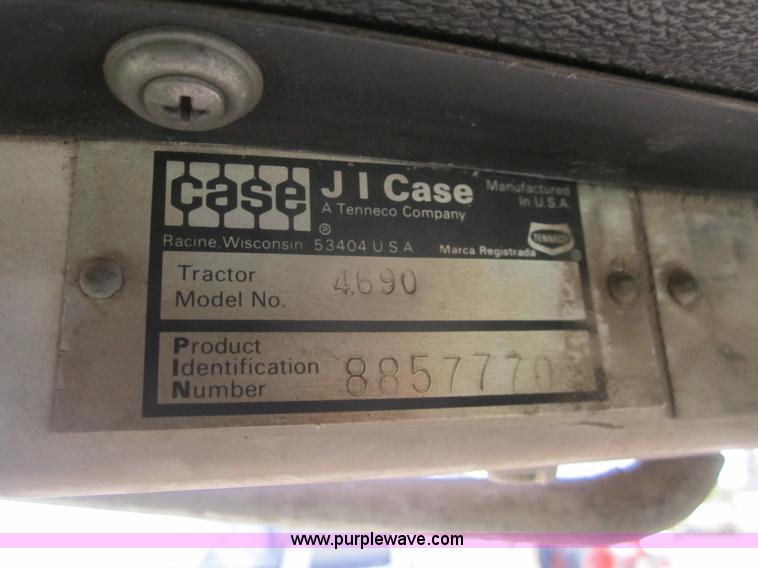 case
J I Case
A Tenneco Company
Manufactured
In U.S.A.
®
Racine, Wisconsin 53404 U S A
Marca Registrada
TENNECO
®
Tractor
Model No. 4690
Product
Identification
Number 8857770
www.purplewave.com